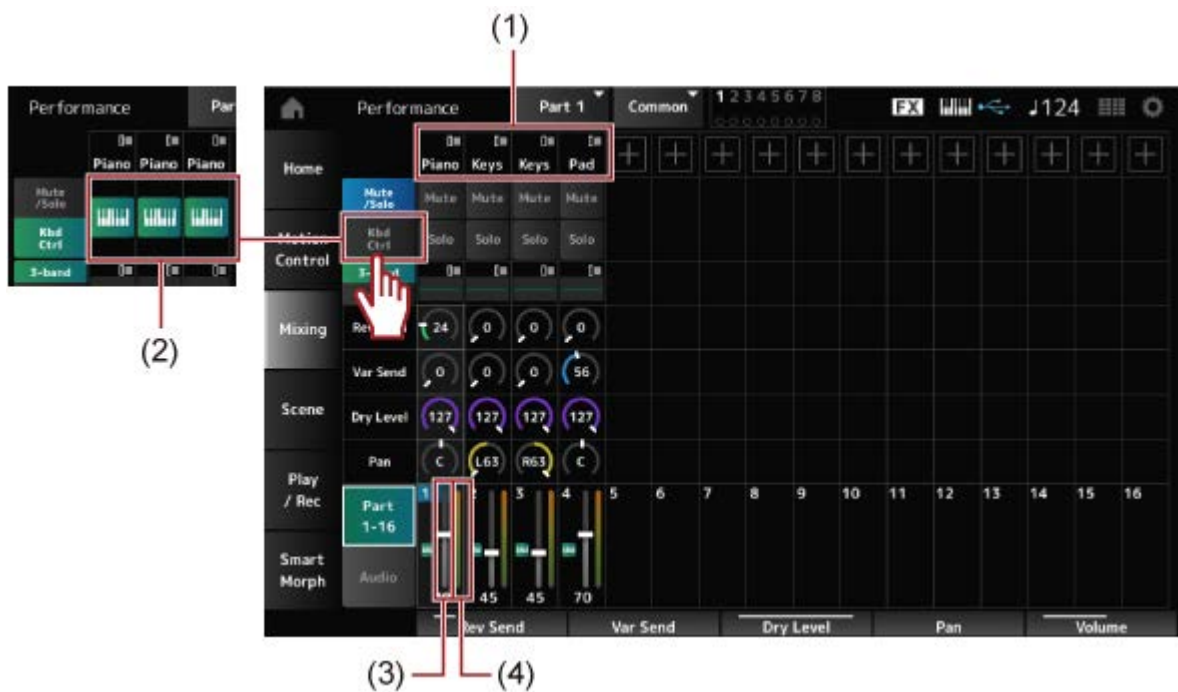 (1)
Performance Par
Piano Piano Piano
Mute
/Solo
Kbd
Ctrl
3-band
(2)
Performance Part 1 Common 1 2 3 4 5 6 7 8 FX ♩124
Home
Piano Keys Keys Pad + + + + + + + + + + + +
Mute
/Solo
Mute Mute Mute Mute
Control
Kbd
Ctrl
Solo Solo Solo Solo
Mixing
24 0 0 0
Var Send 0 0 0 56
Scene
Dry Level 127 127 127 127
Pan C L63 R63 C
Play
/ Rec
Part
1-16
1 2 3 4 5 6 7 8 9 10 11 12 13 14 15 16
Smart
Morph
Audio
45 45 70
Rev Send Var Send Dry Level Pan Volume
(3) (4)